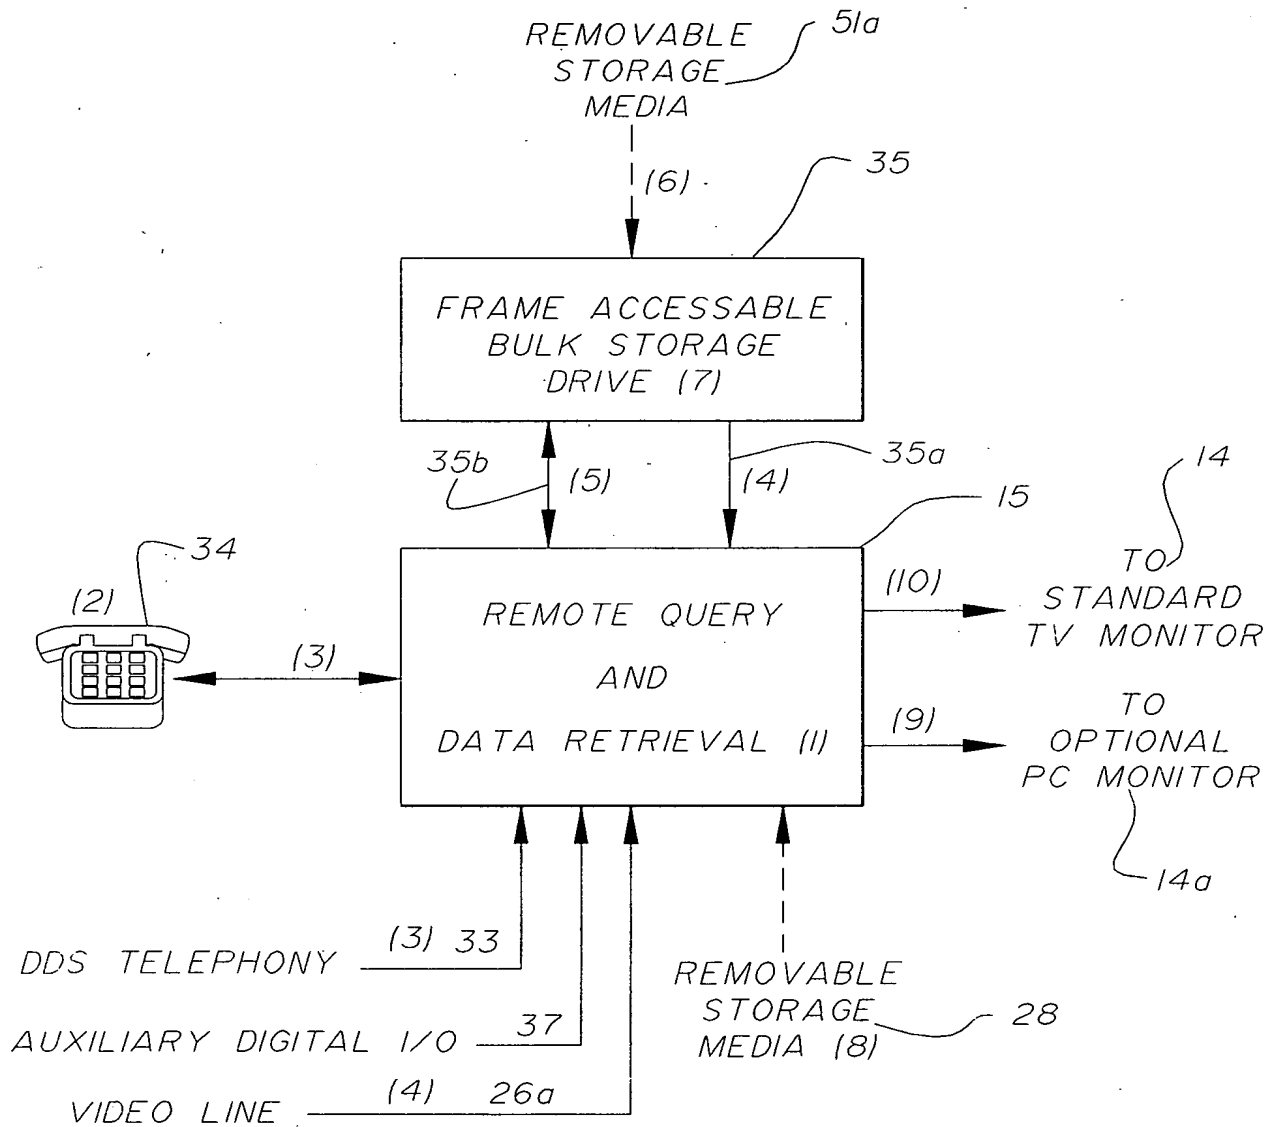 REMOVABLE
STORAGE
MEDIA
51a
(6)
35
FRAME ACCESSABLE
BULK STORAGE
DRIVE (7)
35b
(5)
(4)
35a
14
15
34
(2)
(3)
REMOTE QUERY
AND
DATA RETRIEVAL (1)
(10)
TO
STANDARD
TV MONITOR
(9)
TO
OPTIONAL
PC MONITOR
14a
DDS TELEPHONY (3) 33
AUXILIARY DIGITAL I/O 37
VIDEO LINE (4) 26a
REMOVABLE
STORAGE
MEDIA (8)
28